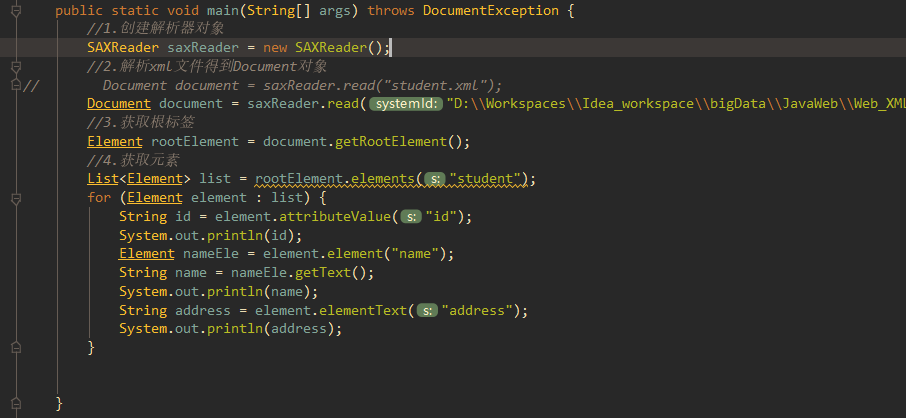 public static void main(String[] args) throws DocumentException {
//1.创建解析器对象
SAXReader saxReader = new SAXReader();
//2.解析xml文件得到Document对象
// Document document = saxReader.read("student.xml");
Document document = saxReader.read( systemId: "D:\\Workspaces\\Idea_workspace\\bigData\\JavaWeb\\Web_XML
//3.获取根标签
Element rootElement = document.getRootElement();
//4.获取元素
List<Element> list = rootElement.elements( s: "student");
for (Element element : list) {
String id = element.attributeValue( s: "id");
System.out.println(id);
Element nameEle = element.element("name");
String name = nameEle.getText();
System.out.println(name);
String address = element.elementText( s: "address");
System.out.println(address);
}
}